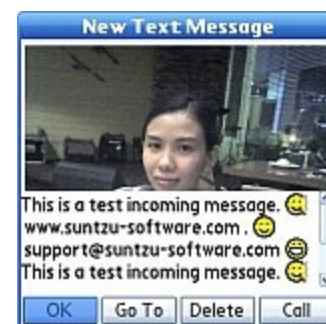 New Text Message
This is a test incoming message.
www.suntzu-software.com .
support@suntzu-software.com
This is a test incoming message.
OK Go To Delete Call